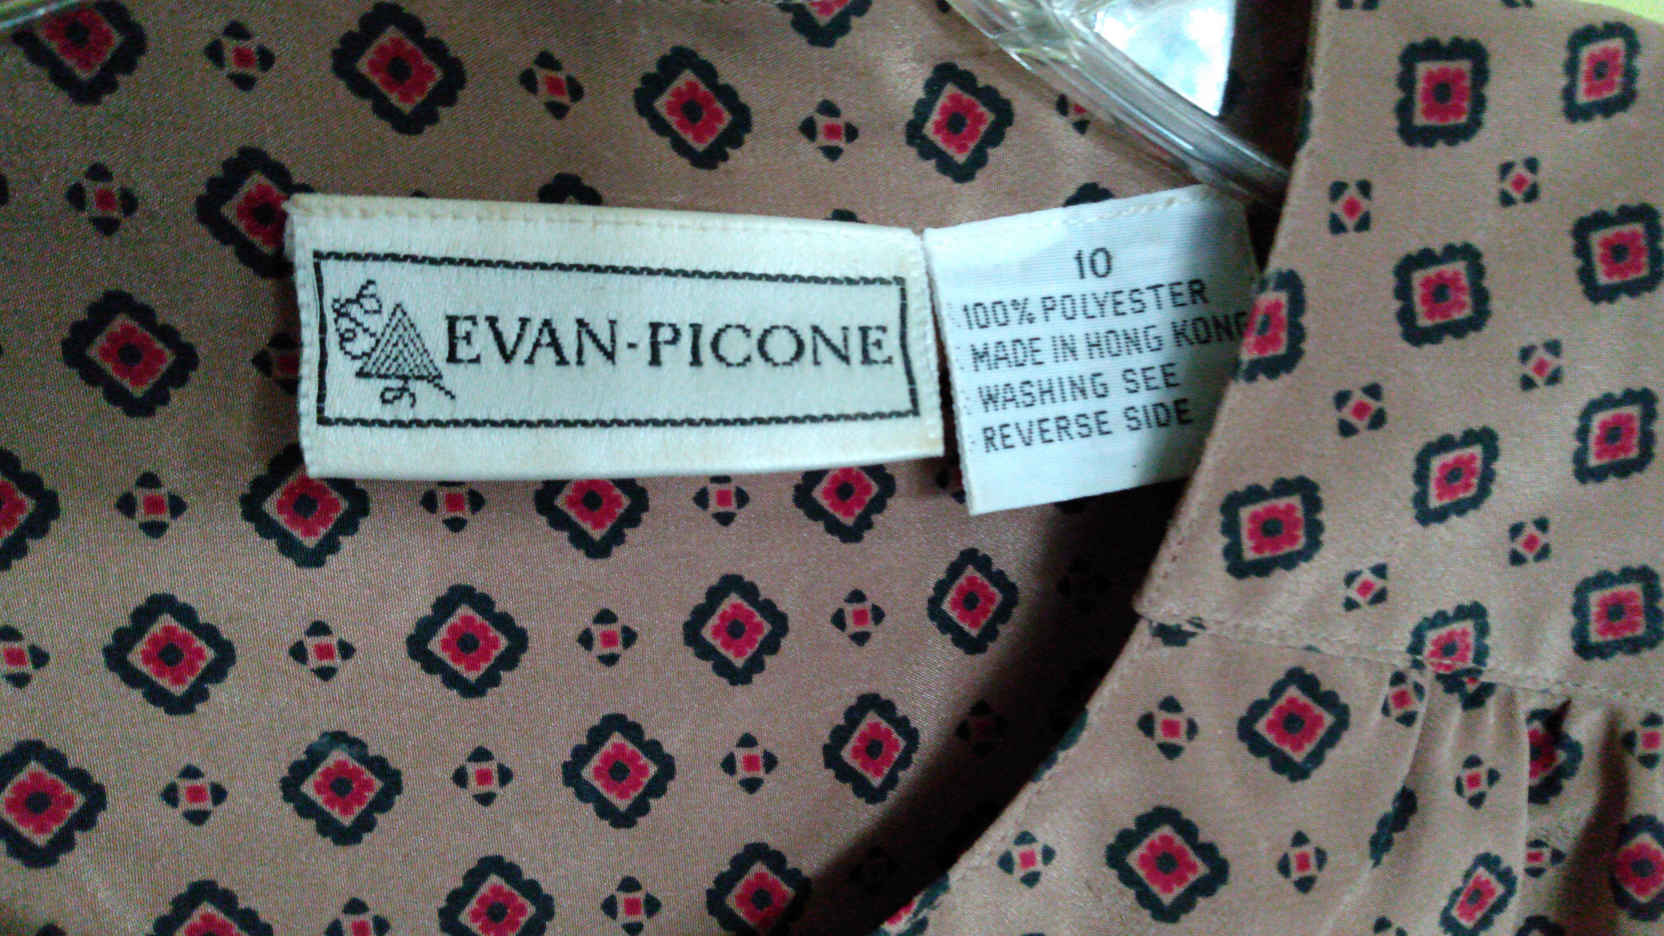 EVAN-PICONE
10
100% POLYESTER
MADE IN HONG KONG
WASHING SEE
REVERSE SIDE